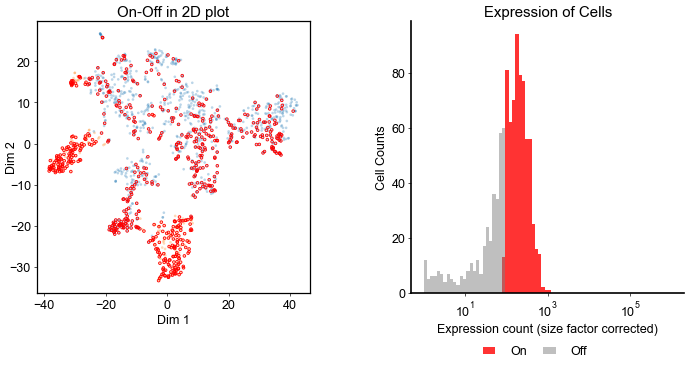 On-Off in 2D plot
20
10
0
−10
−20
−30
Dim 2
−40
−20
0
20
40
Dim 1
Expression of Cells
80
60
40
20
0
Cell Counts
10^1
10^3
10^5
Expression count (size factor corrected)
On
Off